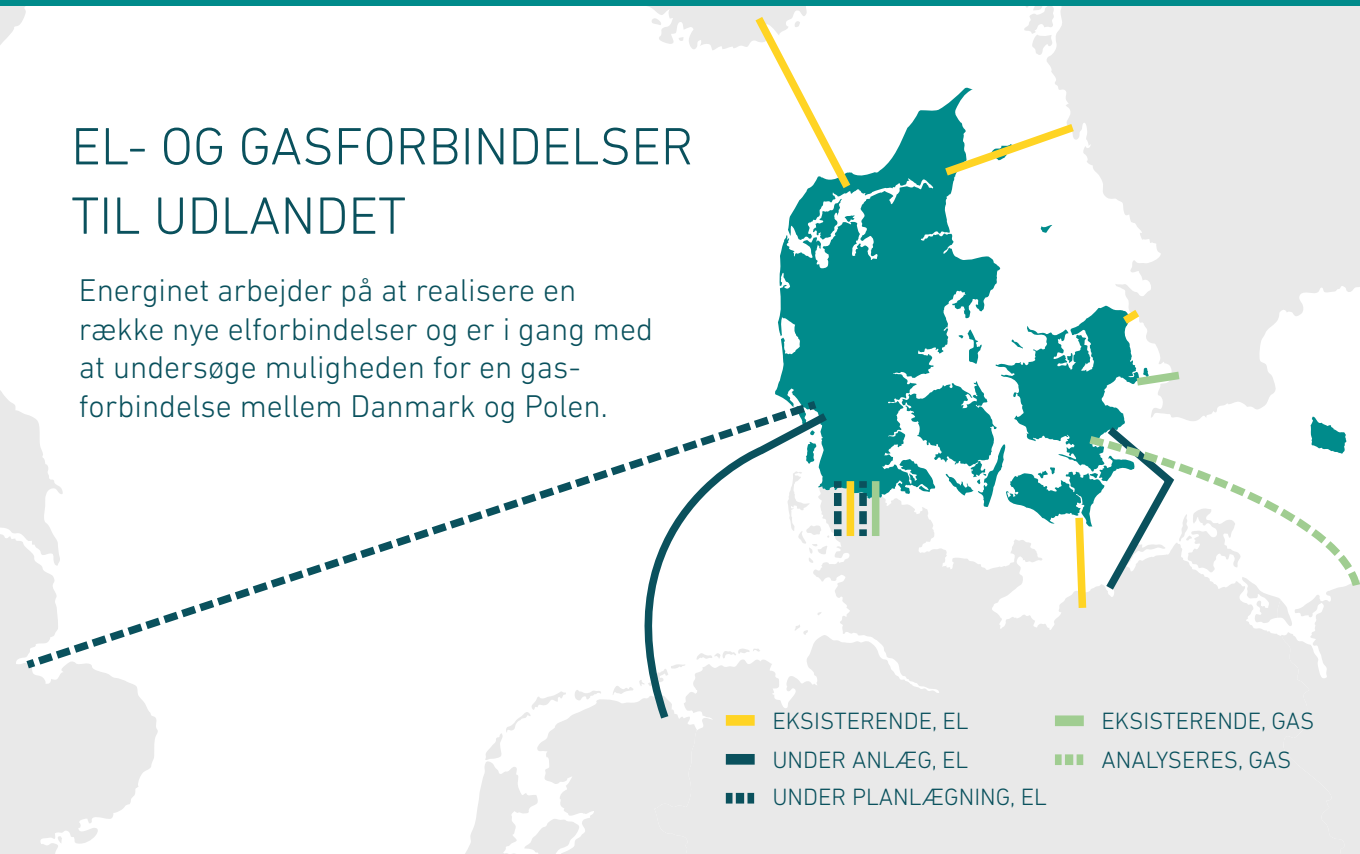 EL- OG GASFORBINDELSER
TIL UDLANDET
Energinet arbejder på at realisere en
række nye elforbindelser og er i gang med
at undersøge muligheden for en gas-
forbindelse mellem Danmark og Polen.
EKSISTERENDE, EL
UNDER ANLÆG, EL
UNDER PLANLÆGNING, EL
EKSISTERENDE, GAS
ANALYSERES, GAS